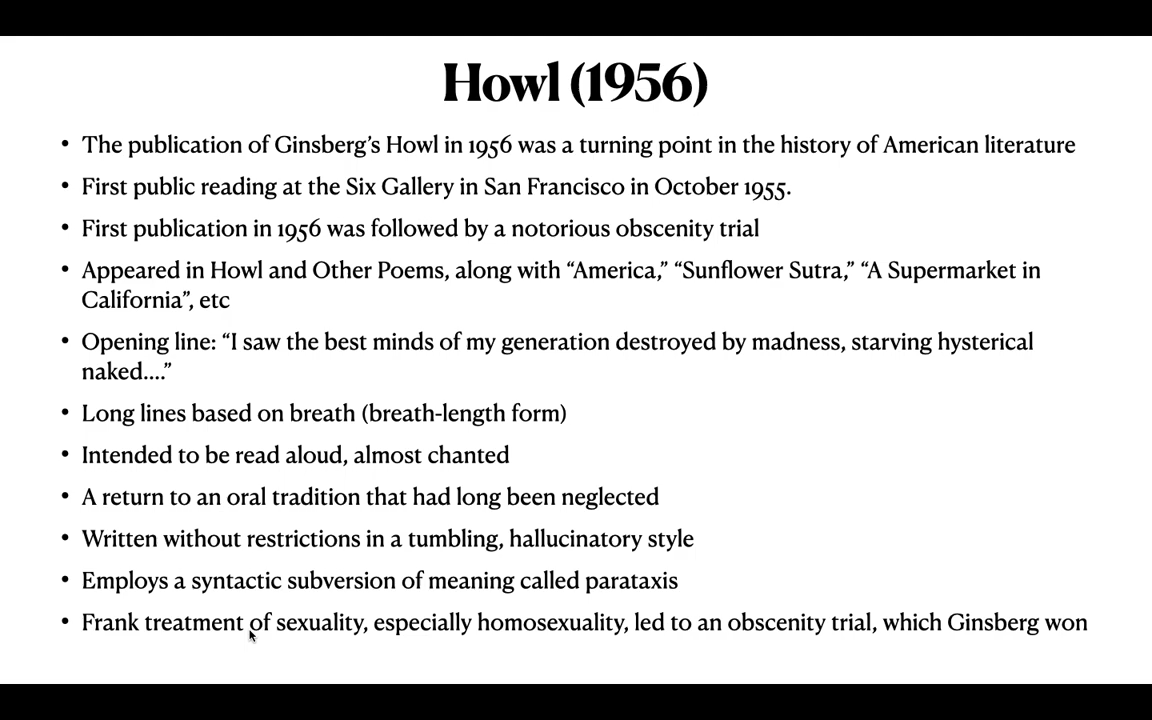 Howl (1956)
• The publication of Ginsberg’s Howl in 1956 was a turning point in the history of American literature
• First public reading at the Six Gallery in San Francisco in October 1955.
• First publication in 1956 was followed by a notorious obscenity trial
• Appeared in Howl and Other Poems, along with “America,” “Sunflower Sutra,” “A Supermarket in
California”, etc
• Opening line: “I saw the best minds of my generation destroyed by madness, starving hysterical
naked....”
• Long lines based on breath (breath-length form)
• Intended to be read aloud, almost chanted
• A return to an oral tradition that had long been neglected
• Written without restrictions in a tumbling, hallucinatory style
• Employs a syntactic subversion of meaning called parataxis
• Frank treatment of sexuality, especially homosexuality, led to an obscenity trial, which Ginsberg won